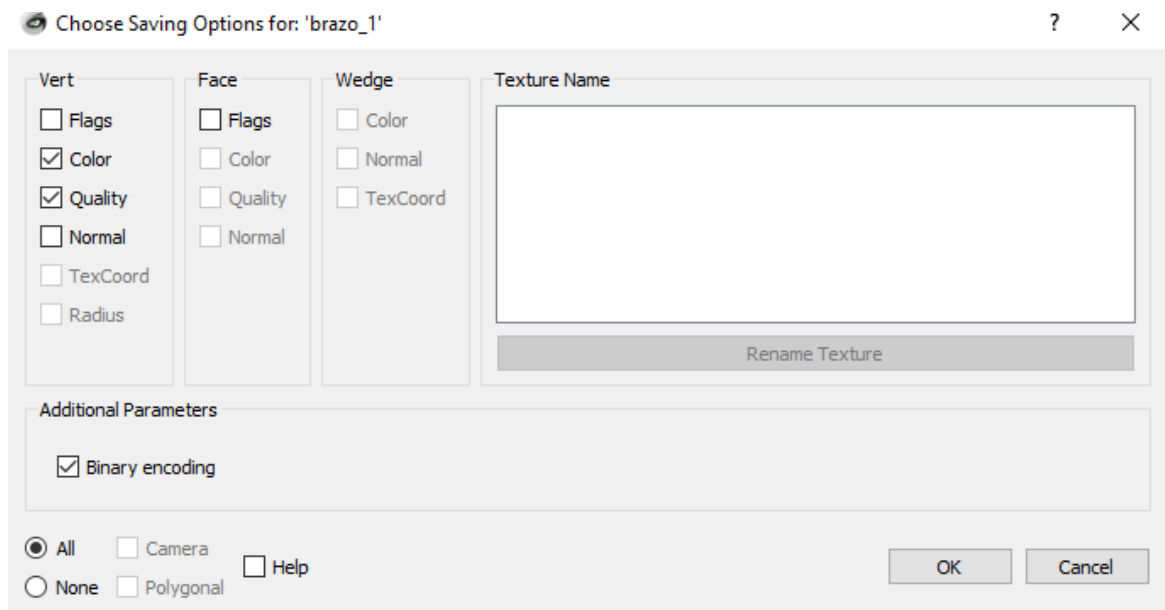 Choose Saving Options for: 'brazo_1'
?
Vert
Flags
Color
Quality
Normal
TexCoord
Radius
Face
Flags
Color
Quality
Normal
Wedge
Color
Normal
TexCoord
Texture Name
Rename Texture
Additional Parameters
Binary encoding
All
Camera
None
Polygonal
Help
OK
Cancel